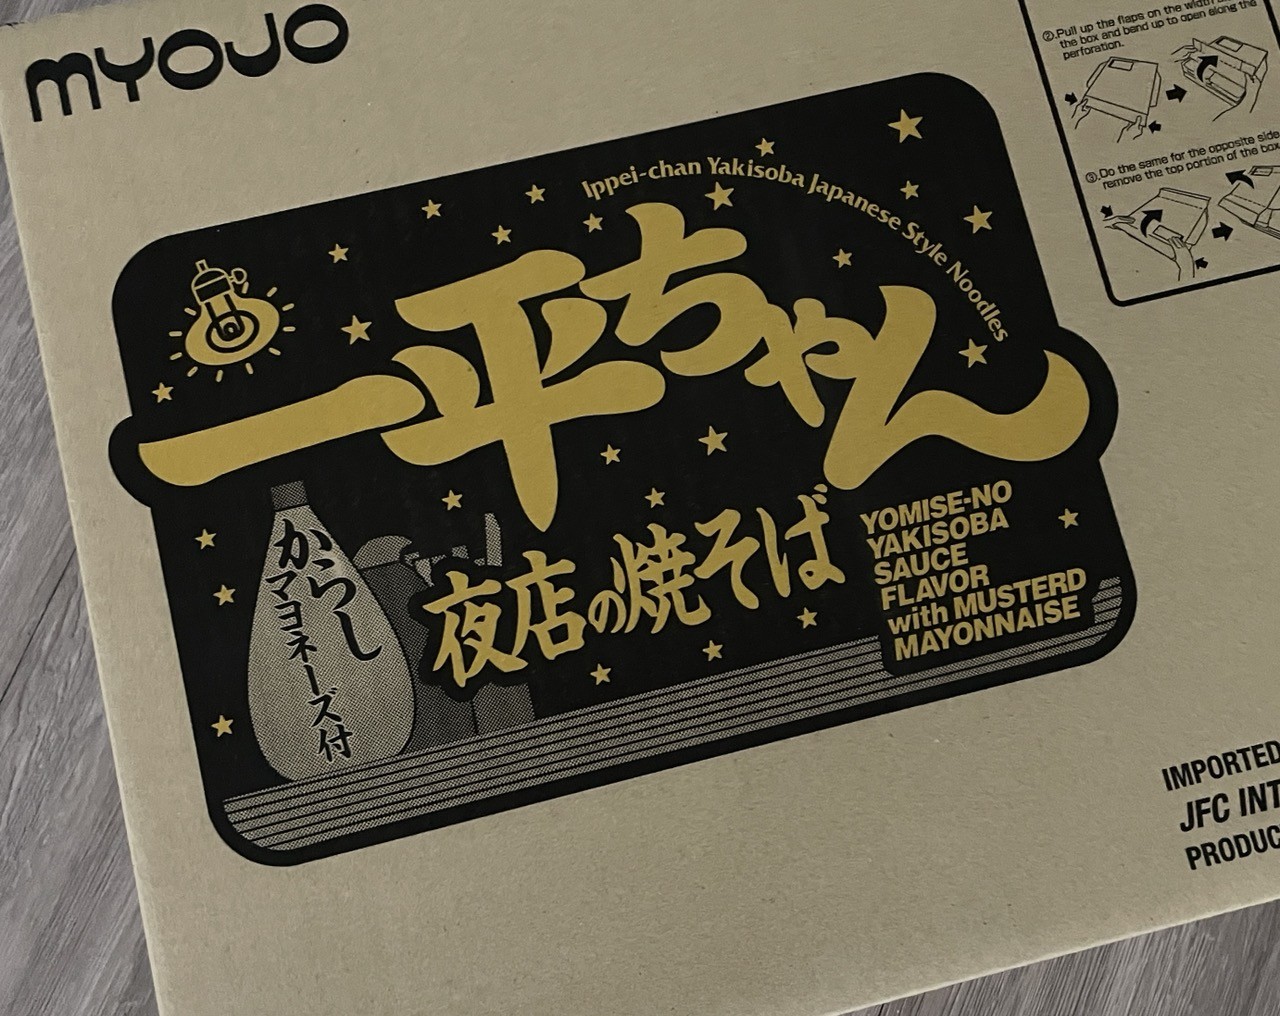 MYOJO
②.Pull up the flaps on the width
the box and bend up to open along the
perforation.
③.Do the same for the opposite side
remove the top portion of the box
Ippei-chan Yakisoba Japanese Style Noodles
一平ちゃん
夜店の焼そば
からし
マヨネーズ付
YOMISE-NO
YAKISOBA
SAUCE
FLAVOR
with MUSTERD
MAYONNAISE
IMPORTED
JFC INT
PRODUC